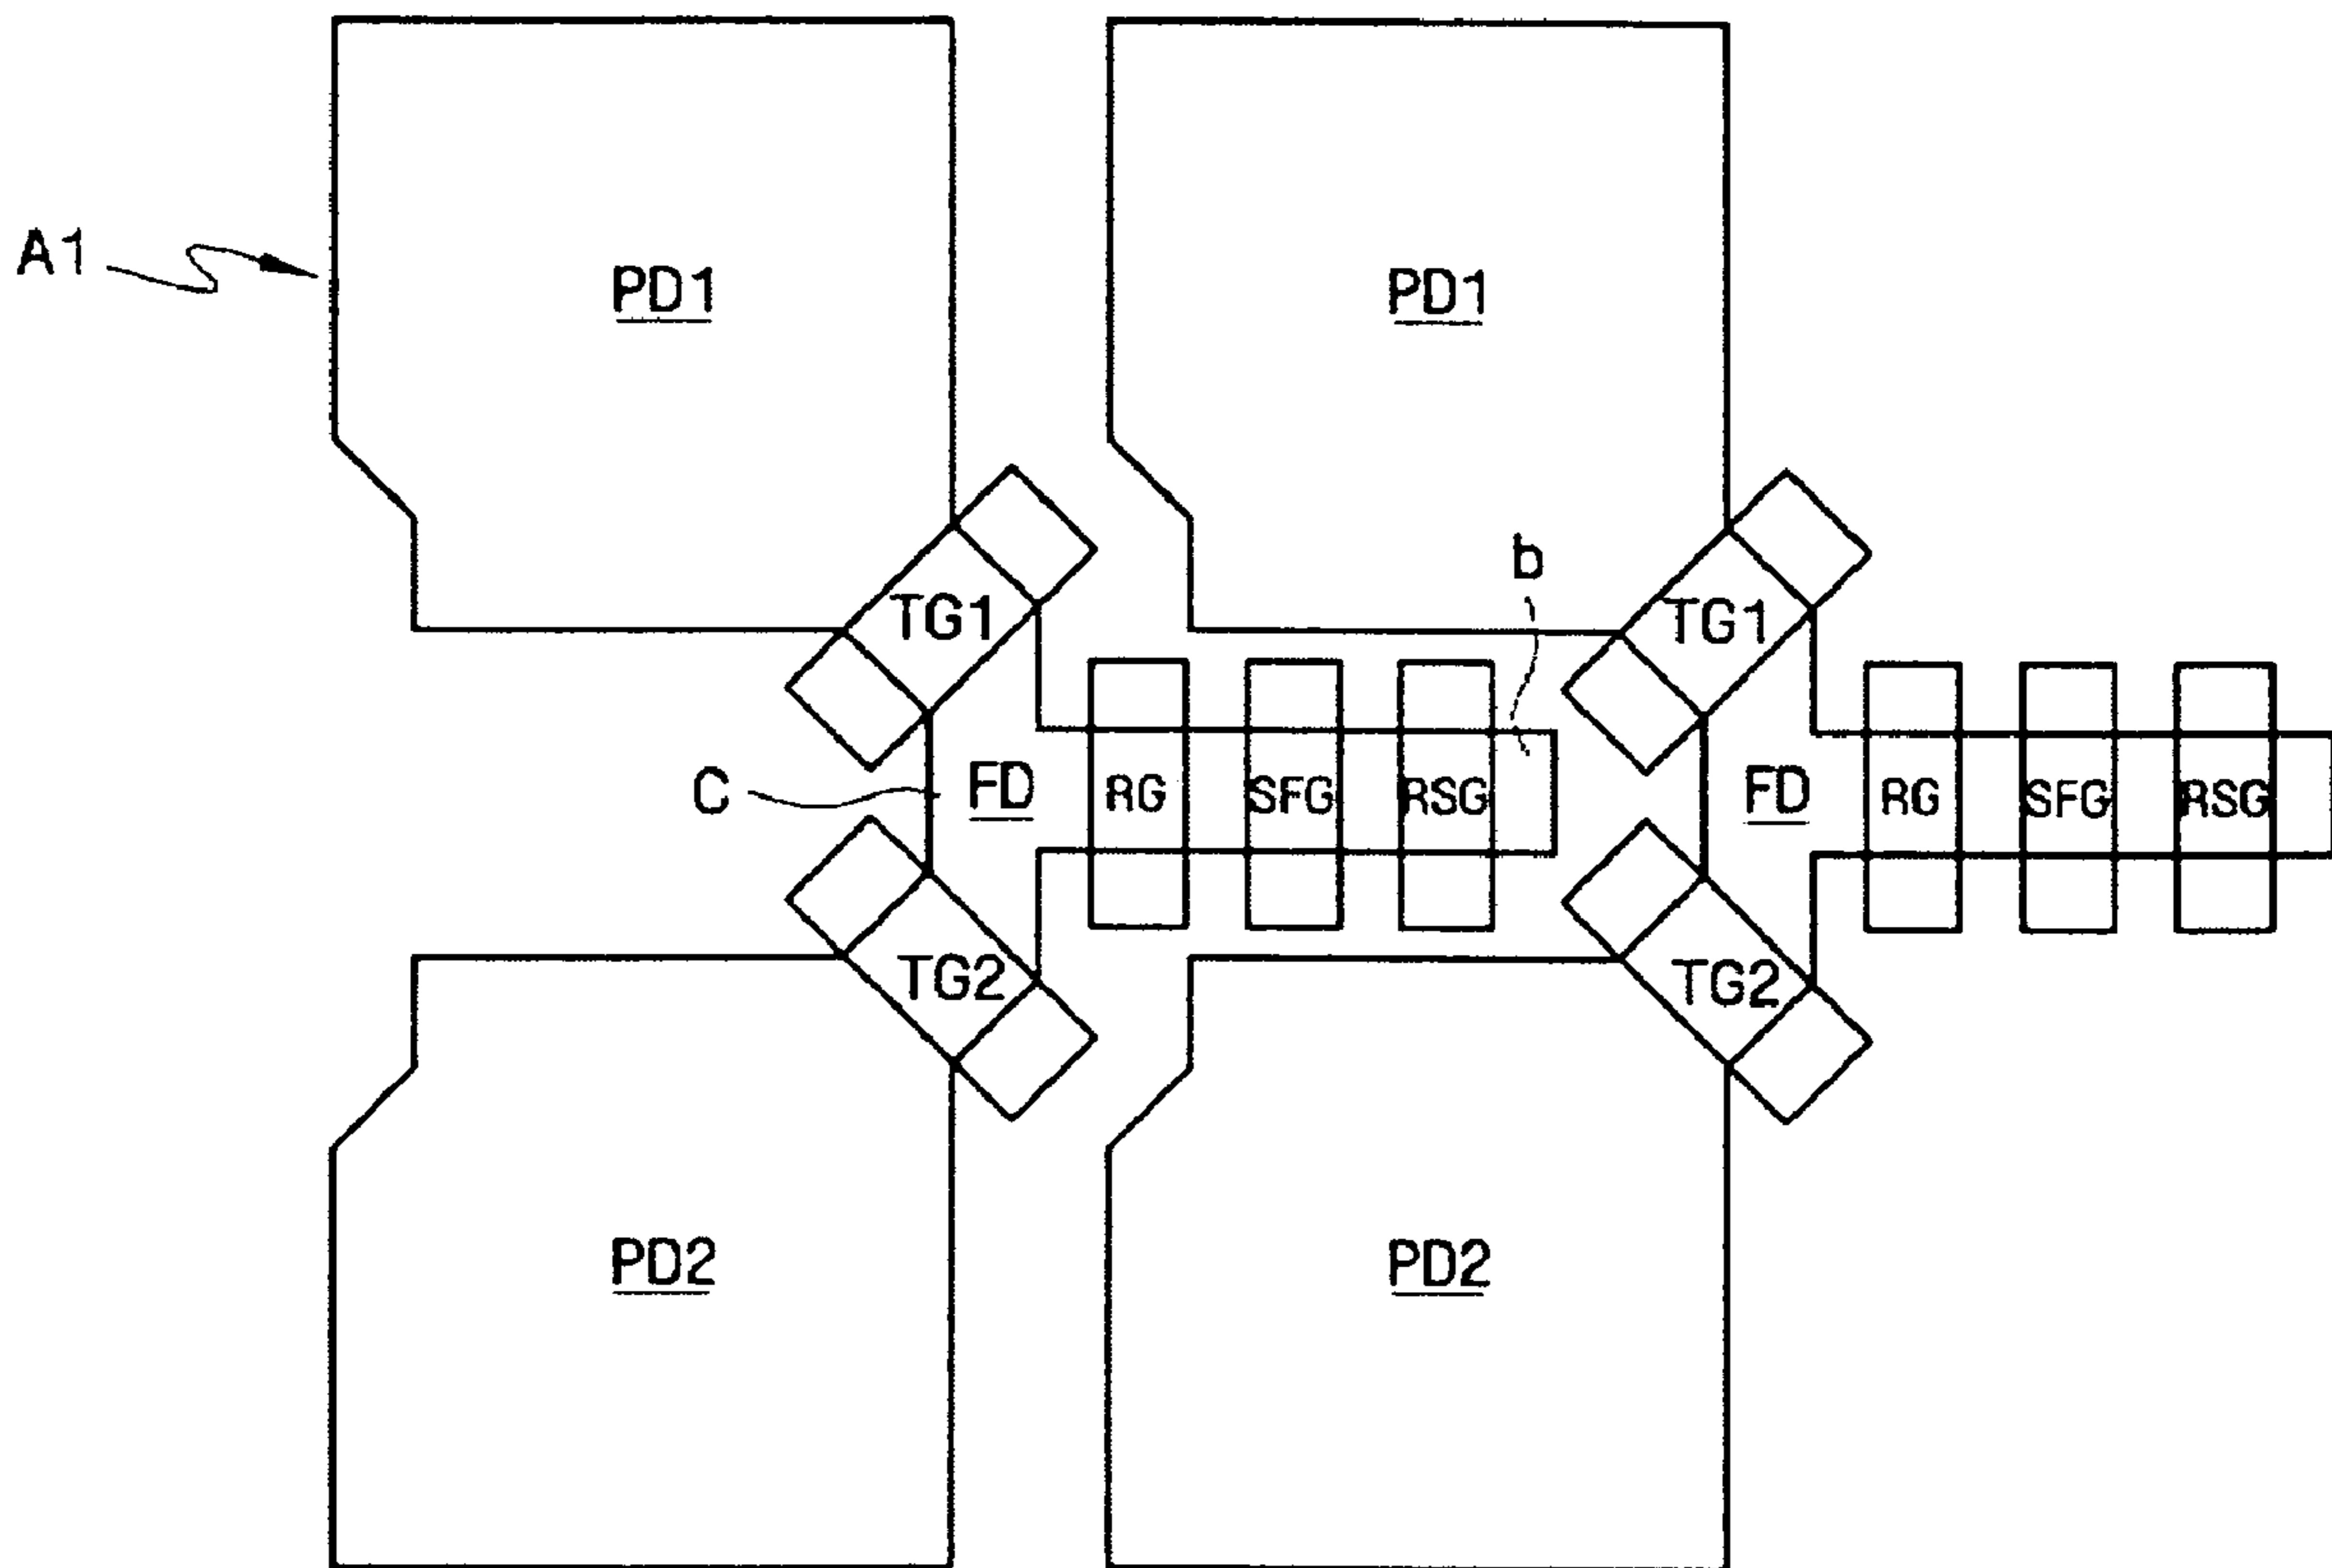 A1
PD1 PD1
b
TG1 TG1
C FD RG SFG RSG FD RG SFG RSG
TG2 TG2
PD2 PD2